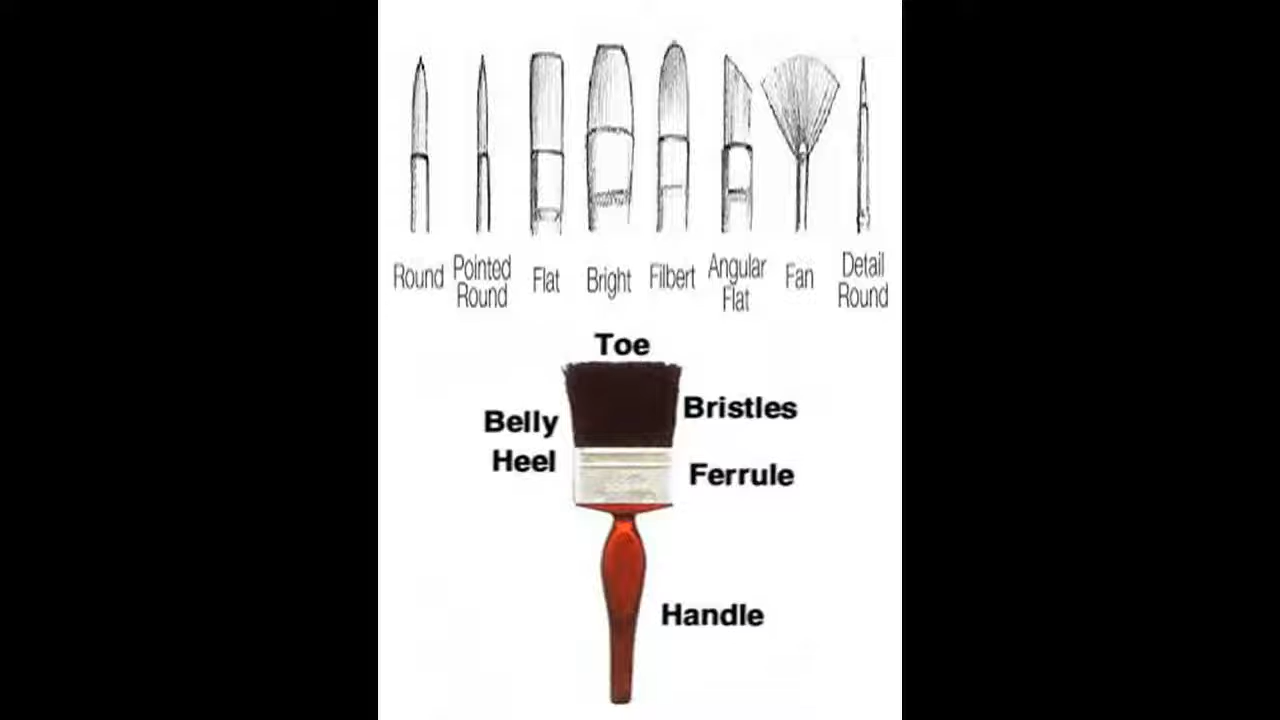 Round
Pointed
Round
Flat
Bright
Filbert
Angular
Flat
Fan
Detail
Round
Toe
Belly
Bristles
Heel
Ferrule
Handle